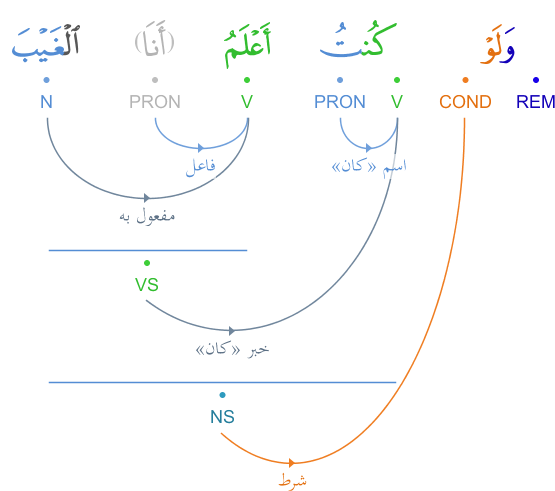 وَلَوْ كُنتُ أَعْلَمُ (أَنَا) ٱلْغَيْبَ
REM COND V PRON V PRON N
فاعل اسم «كان»
مفعول به
VS
خبر «كان»
NS
شرط